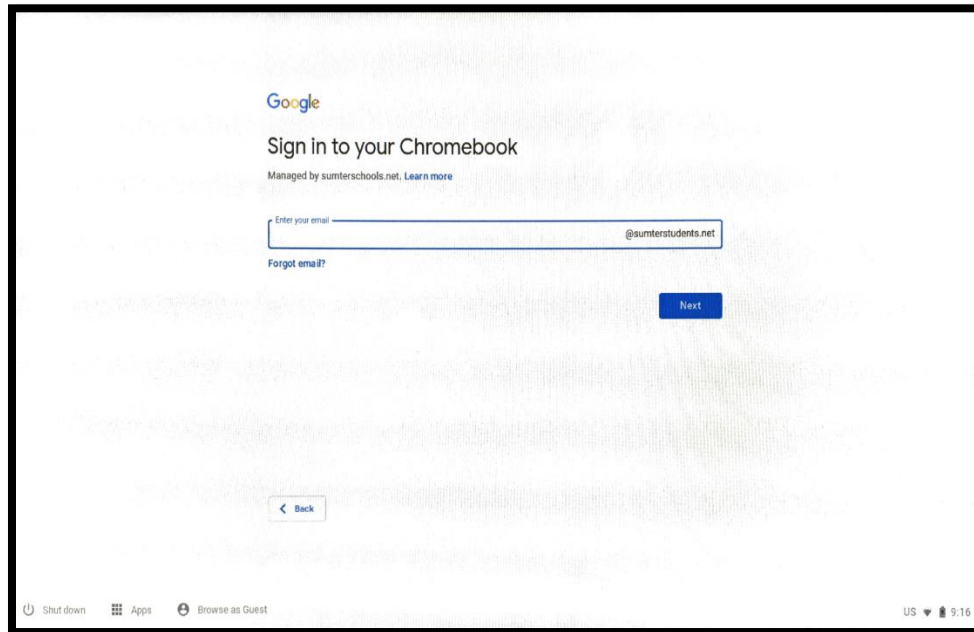 Google
Sign in to your Chromebook
Managed by sumterschools.net. Learn more
Enter your email
@sumterstudents.net
Forgot email?
Next
Back
Shut down Apps Browse as Guest US 9:16